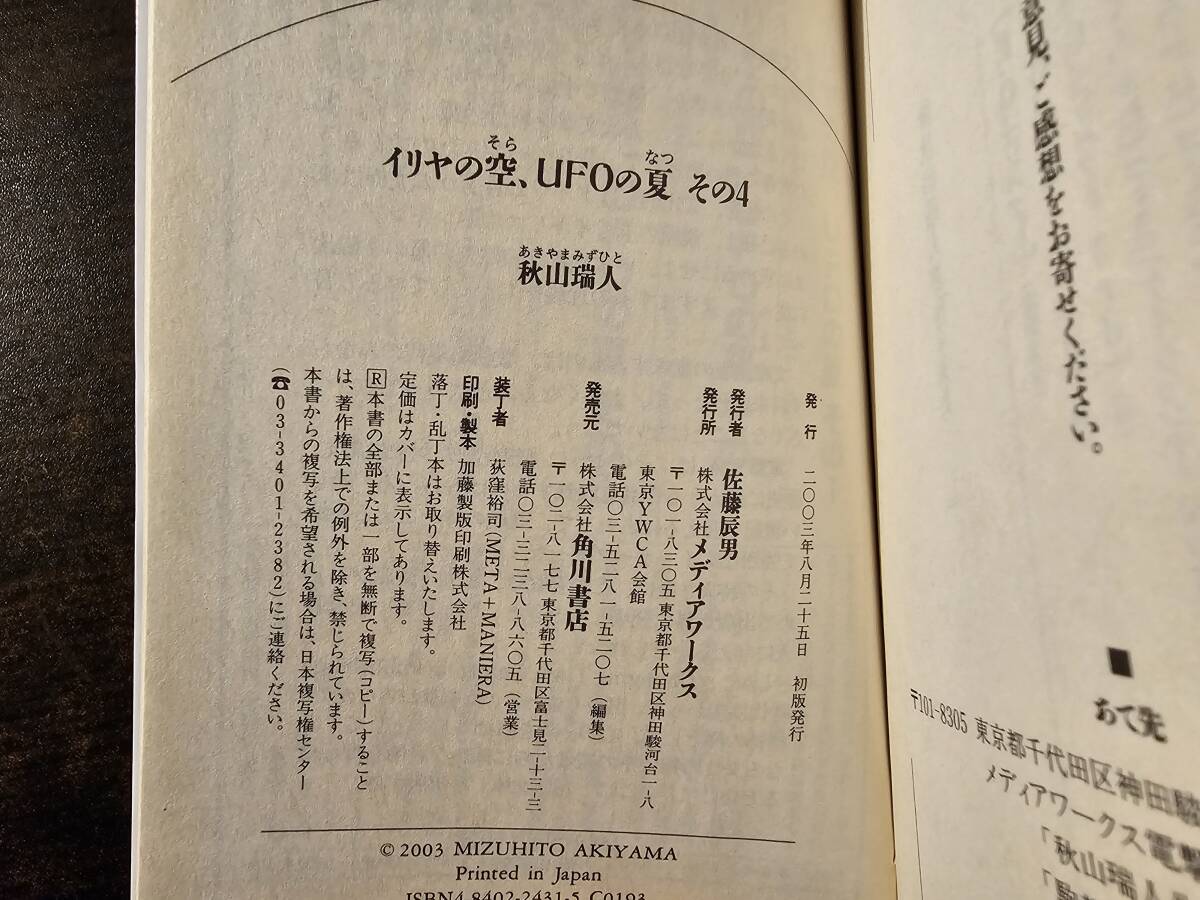 イリヤの空、UFOの夏 その4
そら
なつ
あきやまみずひと
秋山瑞人
発行 二〇〇三年八月二十五日 初版発行
発行者 佐藤辰男
発行所 株式会社メディアワークス
〒一〇一-八三〇五 東京都千代田区神田駿河台一-八
東京YWCA会館
電話〇三-五二八一-五二〇七(編集)
発売元 株式会社角川書店
〒一〇二-八一七七 東京都千代田区富士見二-十三-三
電話〇三-三二三八-八六〇五(営業)
装丁者 荻窪裕司(META+MANIERA)
印刷・製本 加藤製版印刷株式会社
落丁・乱丁本はお取り替えいたします。
定価はカバーに表示してあります。
Ⓡ本書の全部または一部を無断で複写(コピー)すること
は、著作権法上での例外を除き、禁じられています。
本書からの複写を希望される場合は、日本複写権センター
(☎03-3401-2382)にご連絡ください。
© 2003 MIZUHITO AKIYAMA
Printed in Japan
ISBN4-8402-2431-5 C0193
意見、ご感想をお寄せください。
■
あて先
〒101-8305 東京都千代田区神田駿
メディアワークス電撃
「秋山瑞人